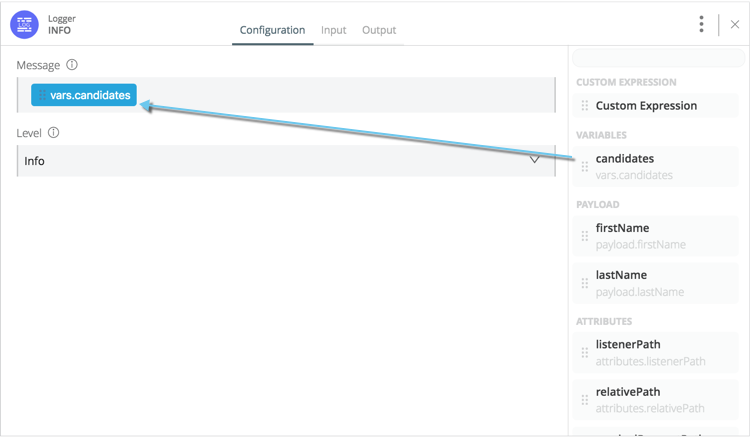 Logger
INFO
Configuration
Input
Output
Message
vars.candidates
Level
Info
CUSTOM EXPRESSION
Custom Expression
VARIABLES
candidates
vars.candidates
PAYLOAD
firstName
payload.firstName
lastName
payload.lastName
ATTRIBUTES
listenerPath
attributes.listenerPath
relativePath
attributes.relativePath